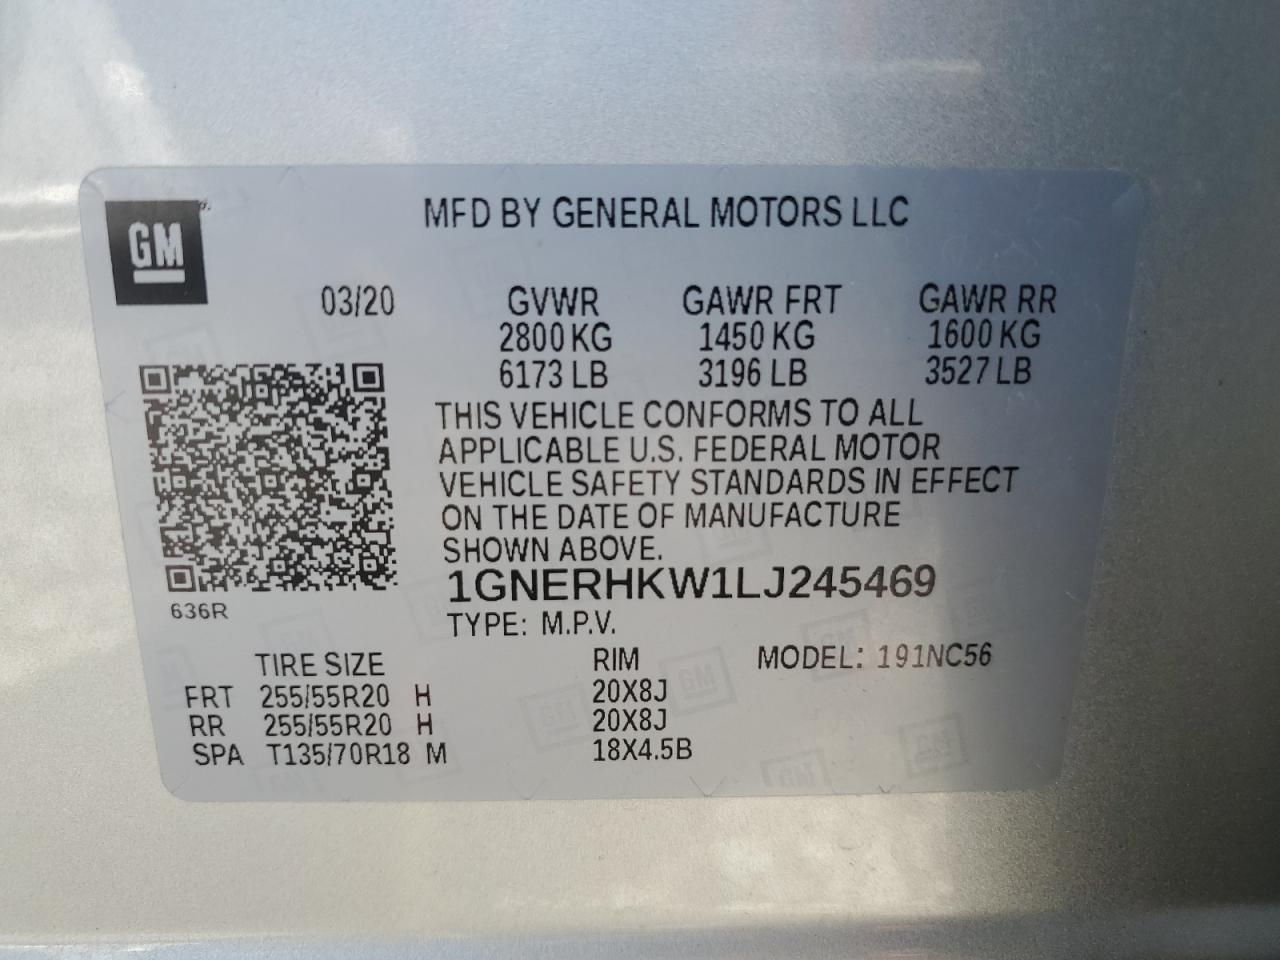 GM
MFD BY GENERAL MOTORS LLC
03/20 GVWR GAWR FRT GAWR RR
2800 KG 1450 KG 1600 KG
6173 LB 3196 LB 3527 LB
THIS VEHICLE CONFORMS TO ALL
APPLICABLE U.S. FEDERAL MOTOR
VEHICLE SAFETY STANDARDS IN EFFECT
ON THE DATE OF MANUFACTURE
SHOWN ABOVE.
1GNERHKW1LJ245469
636R
TYPE: M.P.V.
TIRE SIZE RIM MODEL: 191NC56
FRT 255/55R20 H 20X8J
RR 255/55R20 H 20X8J
SPA T135/70R18 M 18X4.5B